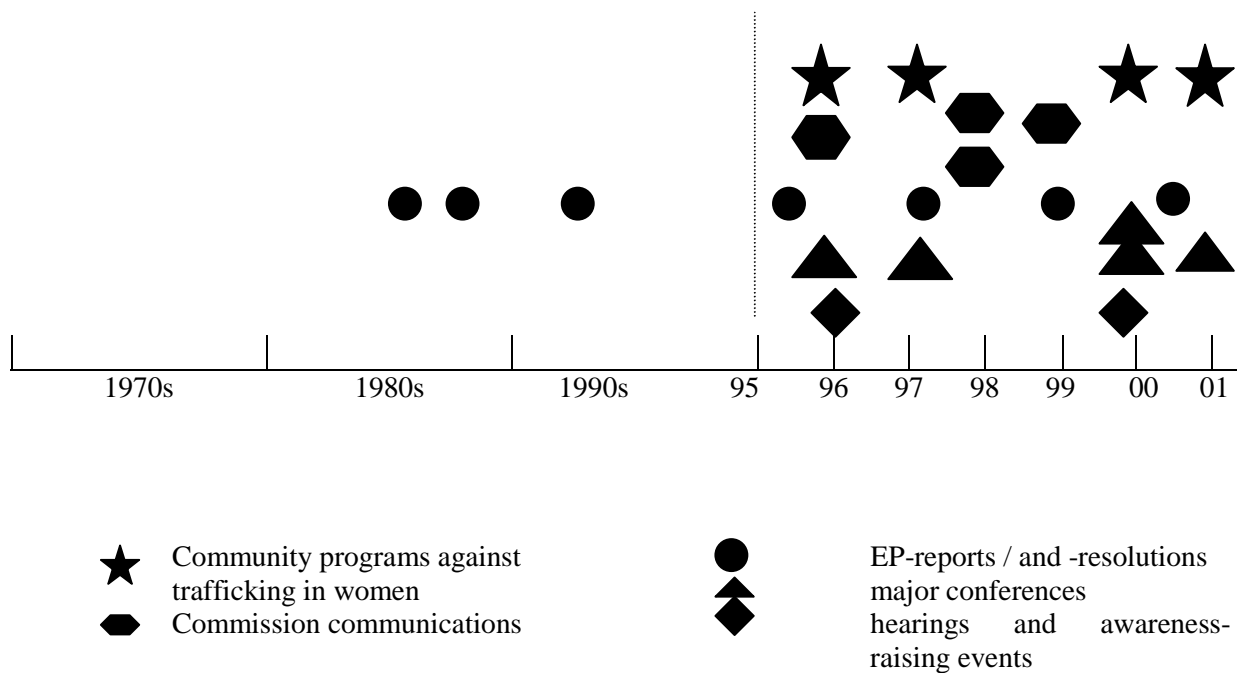 1970s 1980s 1990s 95 96 97 98 99 00 01
Community programs against
trafficking in women
Commission communications
EP-reports / and -resolutions
major conferences
hearings and awareness-
raising events